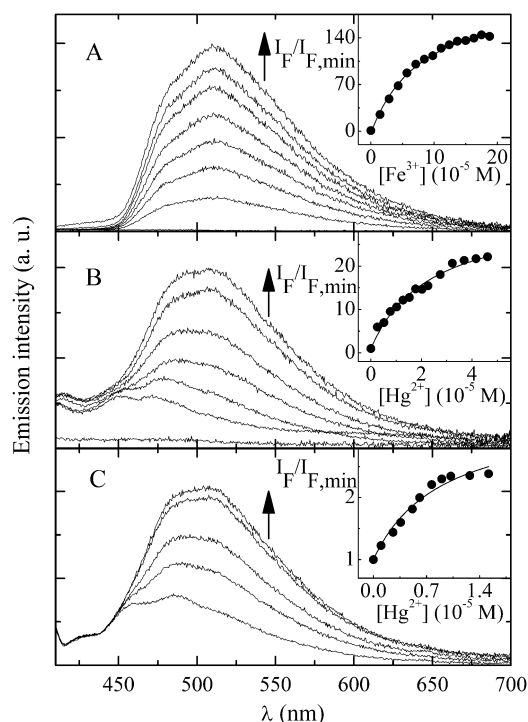 A
I_F/I_F,min
140
70
0
0 10 20
[Fe³⁺] (10⁻⁵ M)
B
I_F/I_F,min
20
10
0
0 2 4
[Hg²⁺] (10⁻⁵ M)
C
I_F/I_F,min
2
1
0.0 0.7 1.4
[Hg²⁺] (10⁻⁵ M)
Emission intensity (a. u.)
450 500 550 600 650 700
λ (nm)